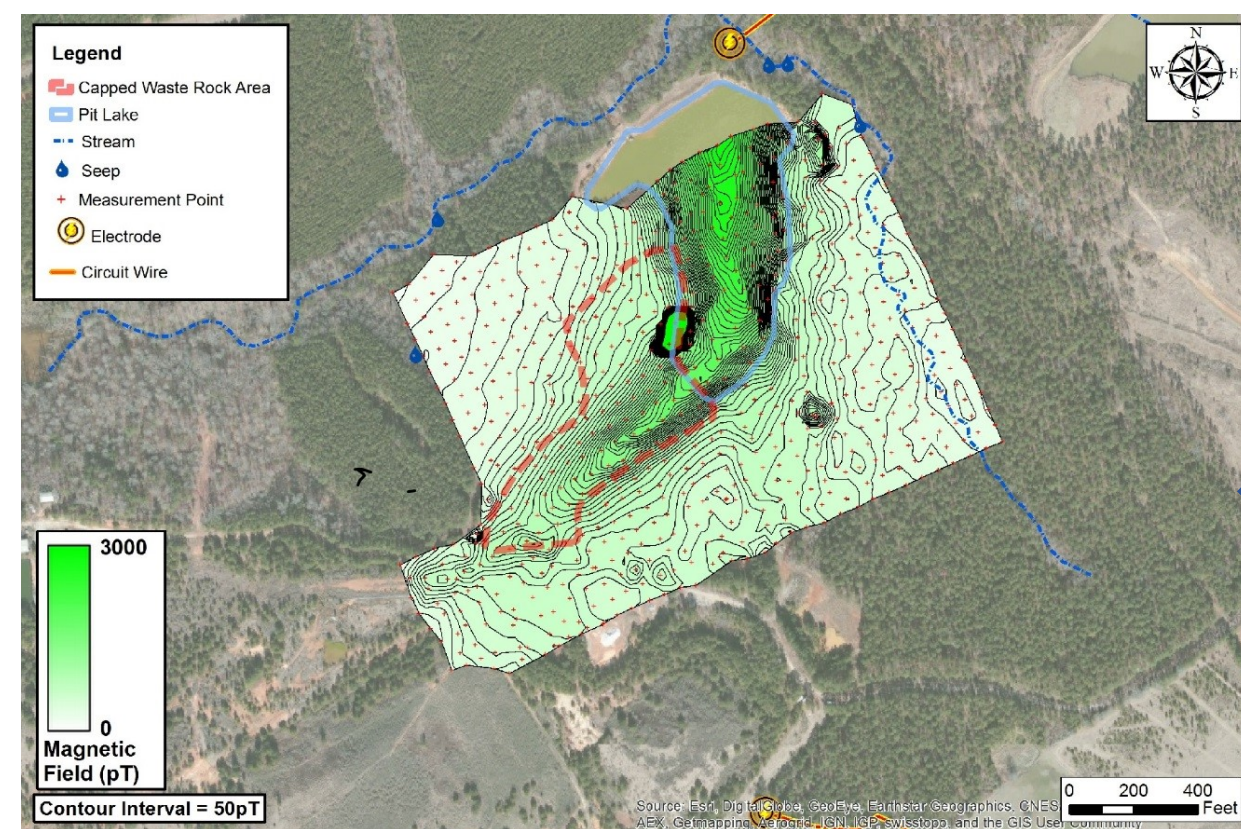 Legend
Capped Waste Rock Area
Pit Lake
Stream
Seep
Measurement Point
Electrode
Circuit Wire
N
W E
S
3000
0
Magnetic
Field (pT)
Contour Interval = 50pT
0 200 400
Feet
Source: Esri, DigitalGlobe, GeoEye, Earthstar Geographics, CNES
AEX, Getmapping, Aerogrid, IGN, IGP, swisstopo, and the GIS User Community